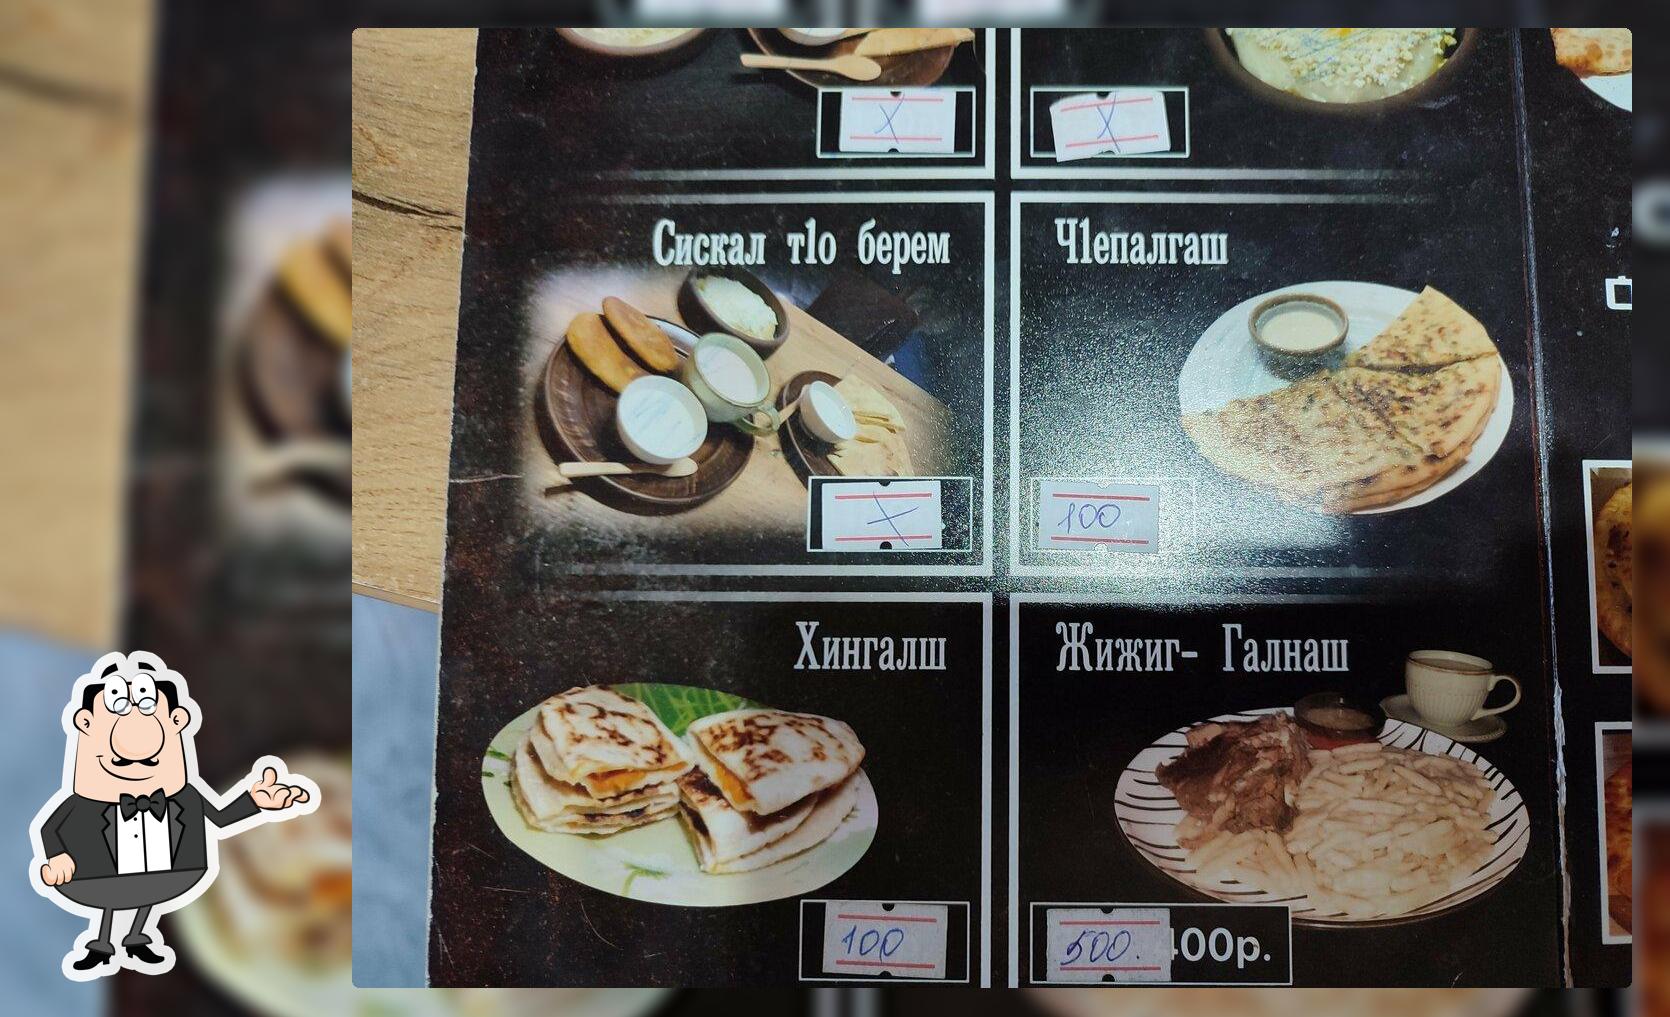 X
X
Сискал т1о берем
Ч1епалгаш
X
100
Хингалш
Жижиг- Галнаш
100
500. 400р.